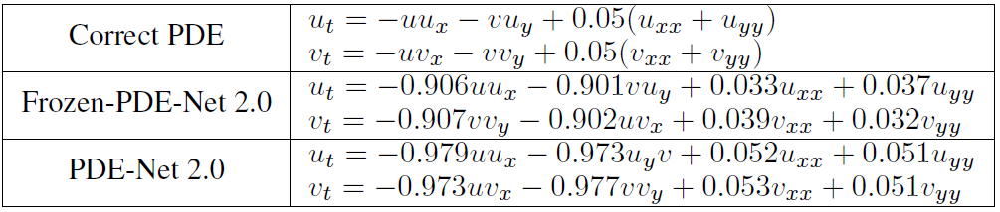 Correct PDE
u_t = −uu_x − vu_y + 0.05(u_xx + u_yy)
v_t = −uv_x − vv_y + 0.05(v_xx + v_yy)
Frozen-PDE-Net 2.0
u_t = −0.906uu_x − 0.901vu_y + 0.033u_xx + 0.037u_yy
v_t = −0.907vv_y − 0.902uv_x + 0.039v_xx + 0.032v_yy
PDE-Net 2.0
u_t = −0.979uu_x − 0.973u_yv + 0.052u_xx + 0.051u_yy
v_t = −0.973uv_x − 0.977vv_y + 0.053v_xx + 0.051v_yy